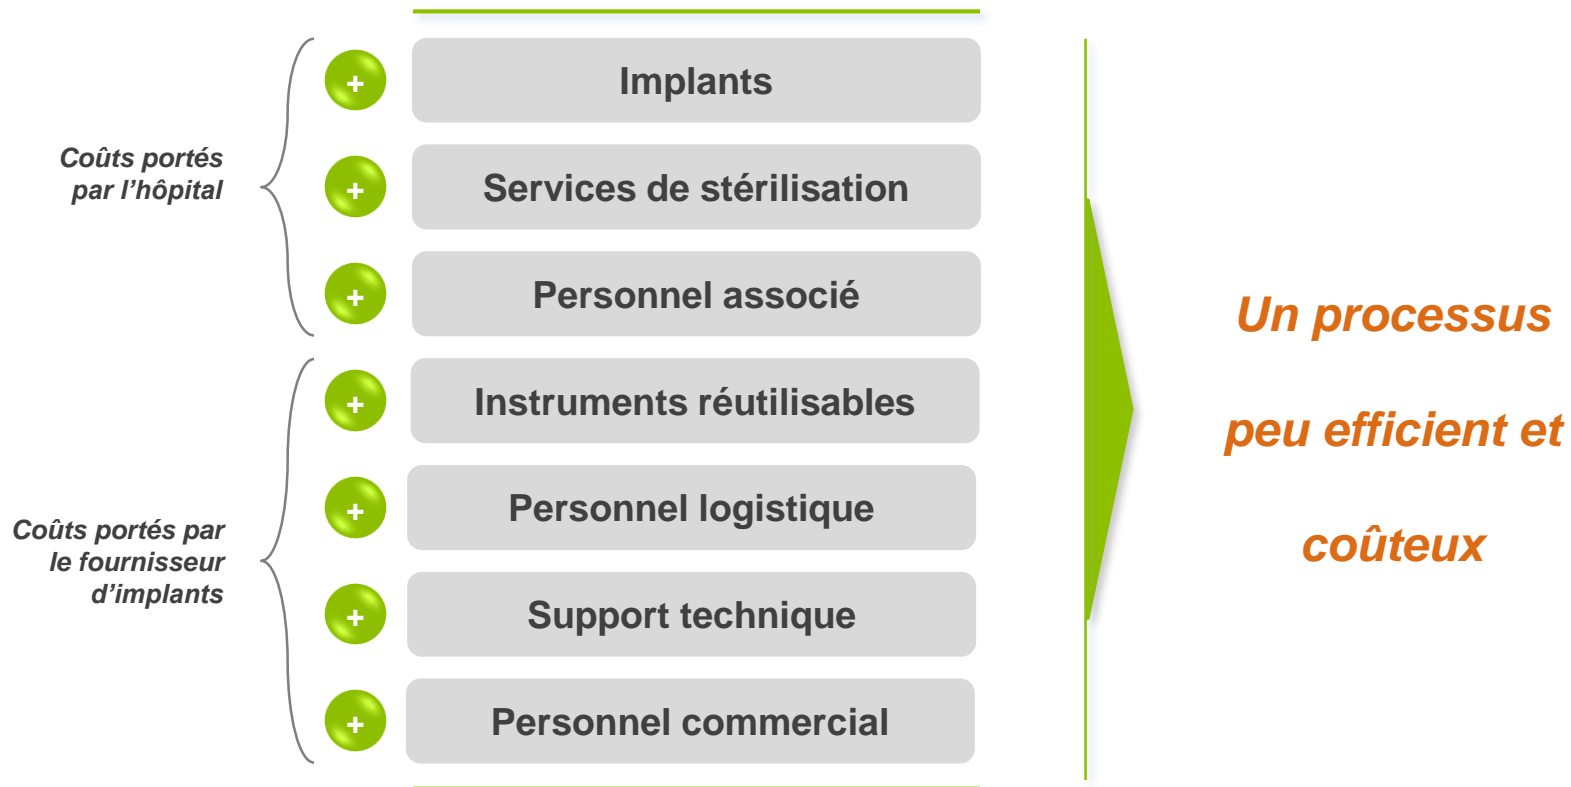 Coûts portés
par l’hôpital
+
Implants
+
Services de stérilisation
+
Personnel associé
Coûts portés par
le fournisseur
d’implants
+
Instruments réutilisables
+
Personnel logistique
+
Support technique
+
Personnel commercial
Un processus
peu efficient et
coûteux